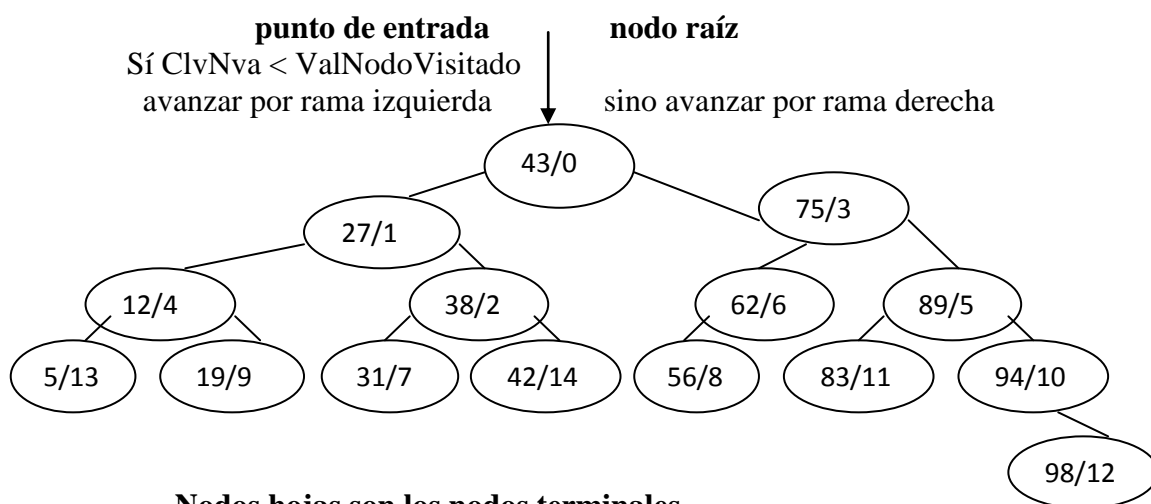 punto de entrada nodo raíz
Sí ClvNva < ValNodoVisitado
avanzar por rama izquierda sino avanzar por rama derecha
43/0
75/3
27/1
12/4 38/2 62/6 89/5
5/13 19/9 31/7 42/14 56/8 83/11 94/10
98/12
Nodos hojas son los nodos terminales